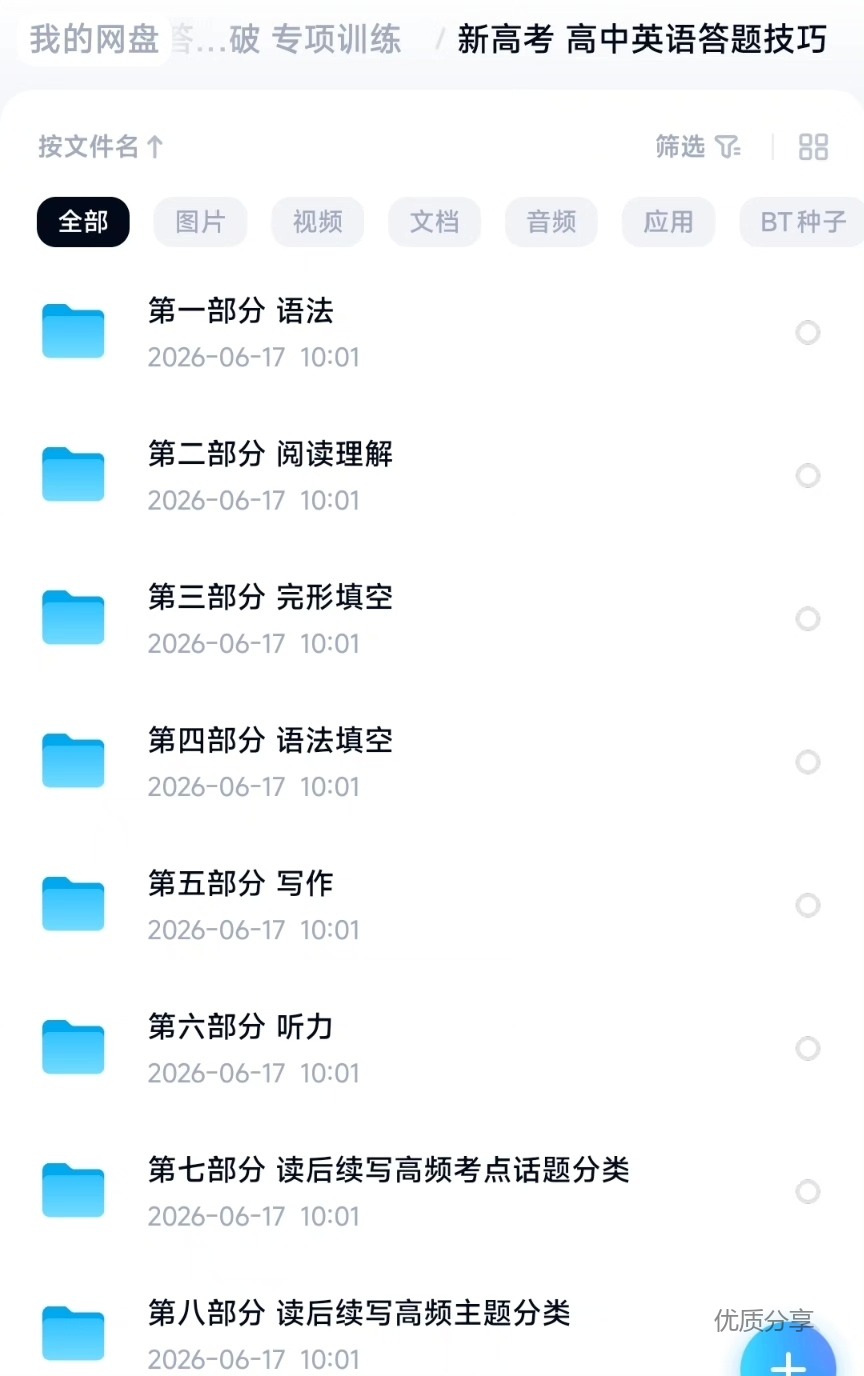 我的网盘 答...破 专项训练 / 新高考 高中英语答题技巧
按文件名↑ 筛选
全部 图片 视频 文档 音频 应用 BT种子
第一部分 语法
2026-06-17 10:01
第二部分 阅读理解
2026-06-17 10:01
第三部分 完形填空
2026-06-17 10:01
第四部分 语法填空
2026-06-17 10:01
第五部分 写作
2026-06-17 10:01
第六部分 听力
2026-06-17 10:01
第七部分 读后续写高频考点话题分类
2026-06-17 10:01
第八部分 读后续写高频主题分类
优质分享
2026-06-17 10:01